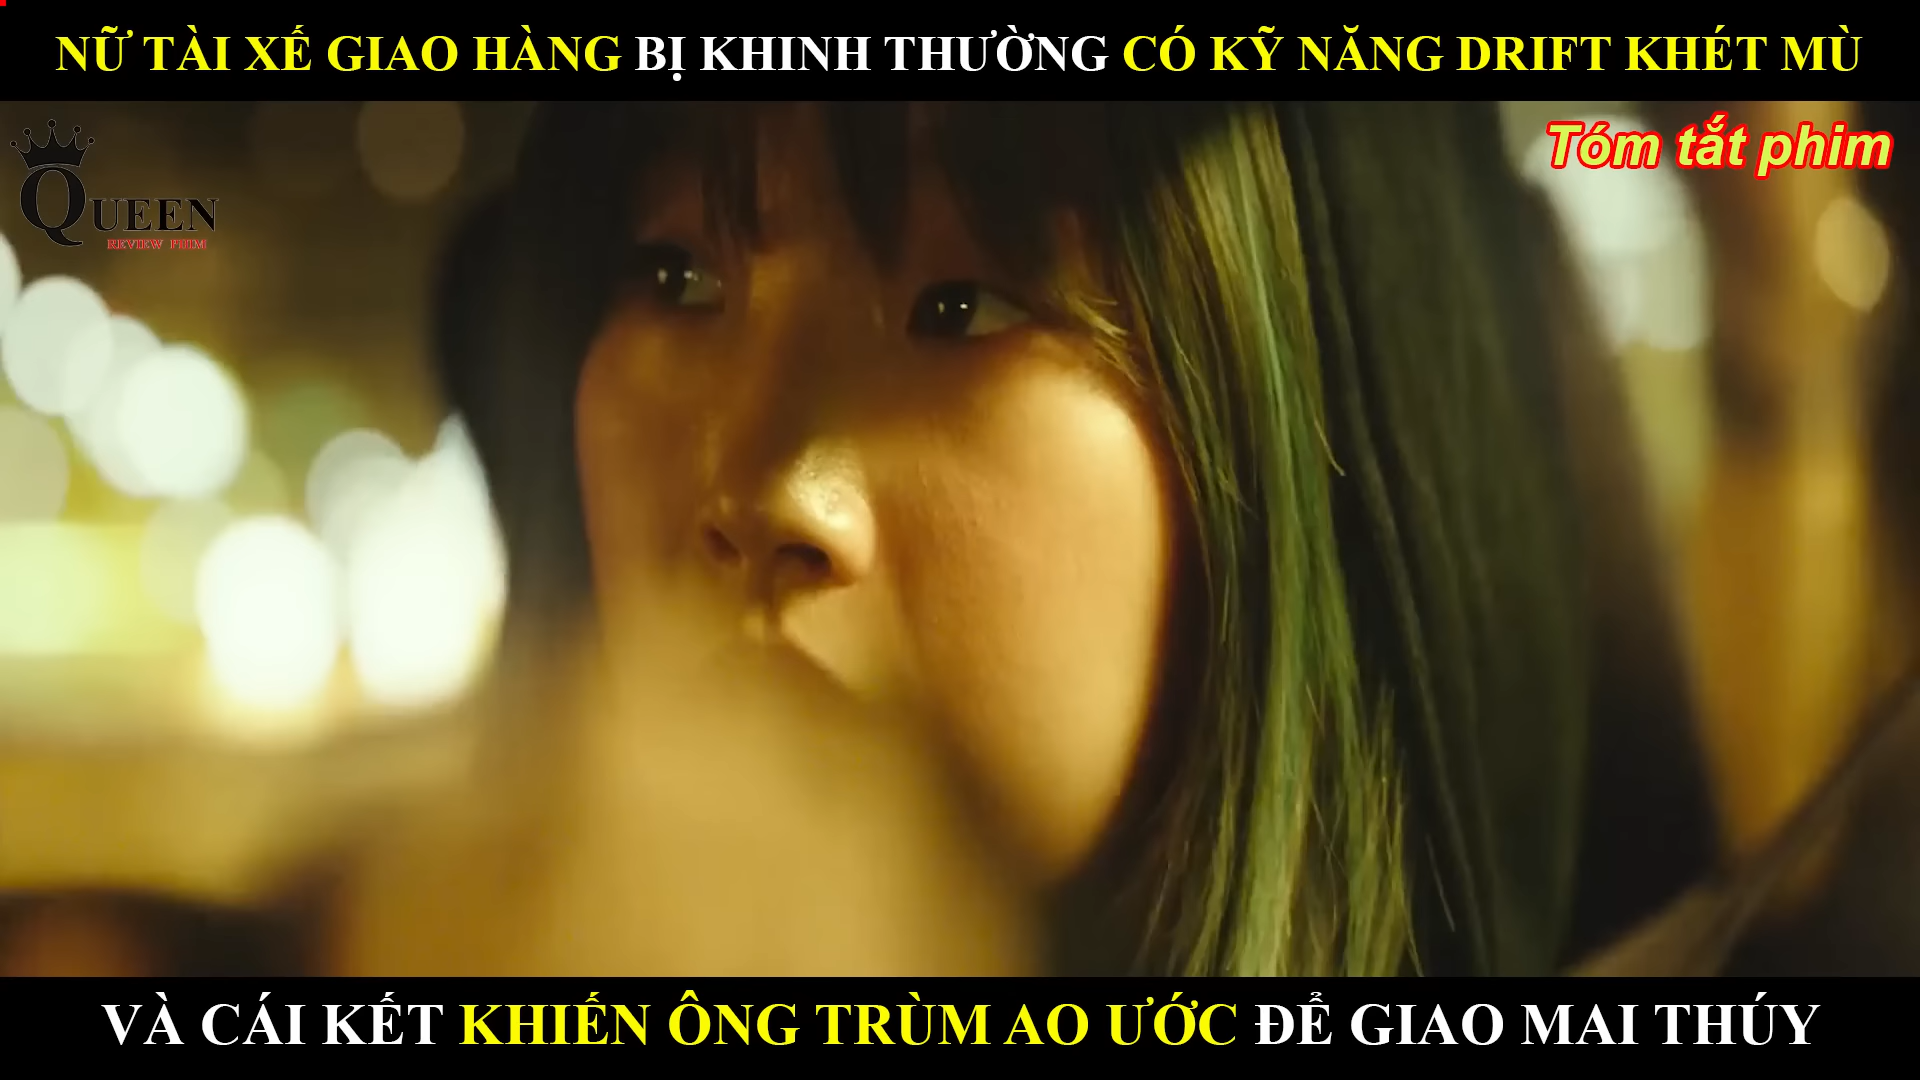 NỮ TÀI XẾ GIAO HÀNG BỊ KHINH THƯỜNG CÓ KỸ NĂNG DRIFT KHÉT MÙ
Tóm tắt phim
QUEEN
REVIEW PHIM
VÀ CÁI KẾT KHIẾN ÔNG TRÙM AO ƯỚC ĐỂ GIAO MAI THÚY